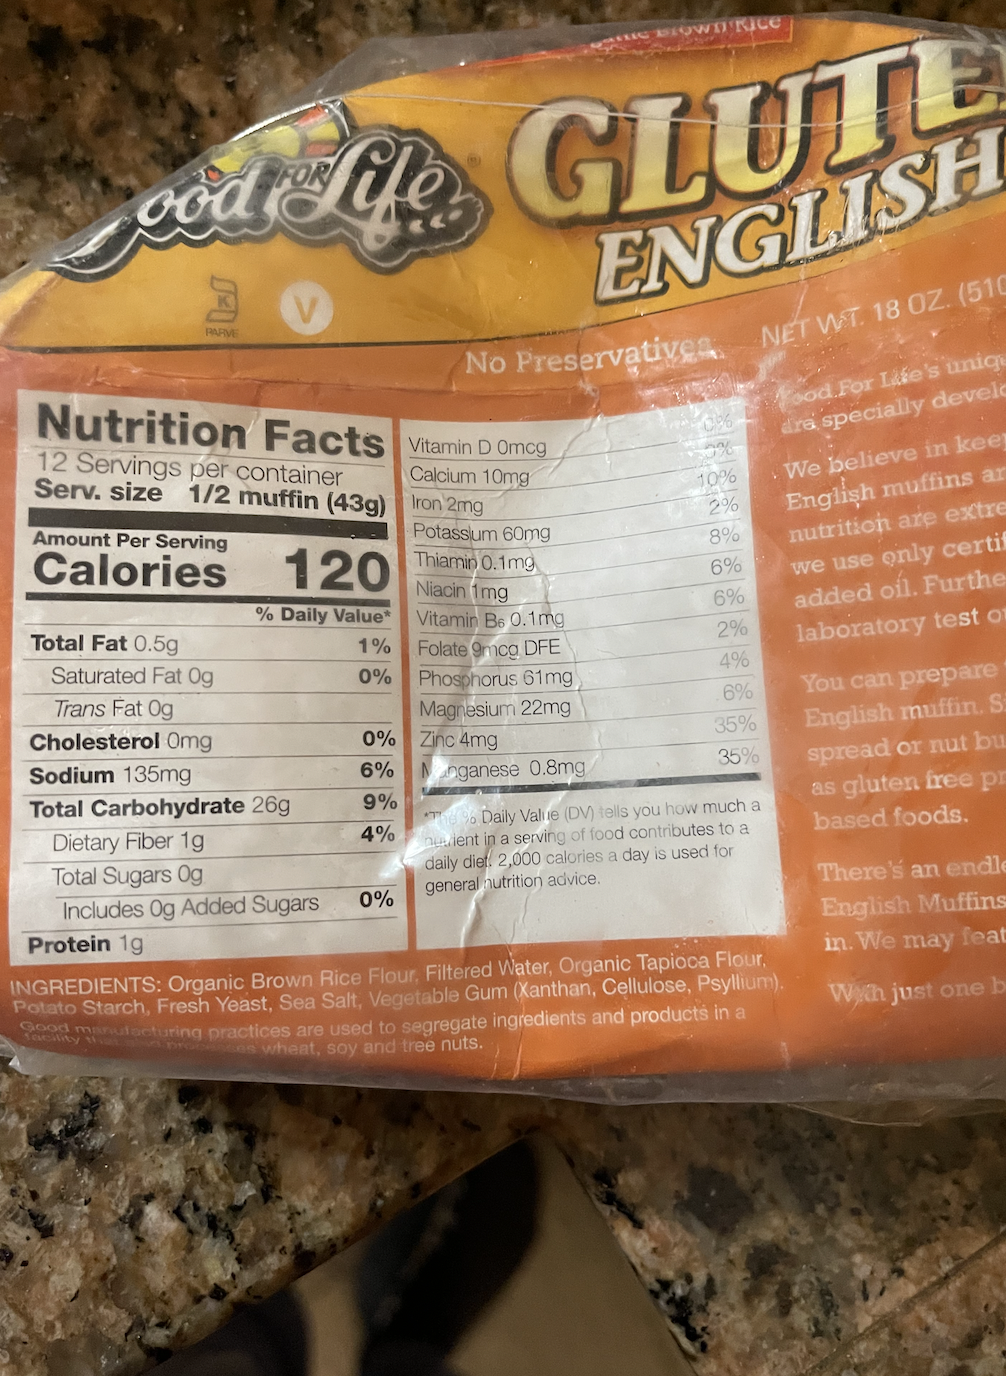 Brown Rice
Food FOR Life ®
GLUTE
ENGLISH
K
PARVE
V
No Preservatives
NET WT. 18 OZ. (510
Nutrition Facts
12 Servings per container
Serv. size 1/2 muffin (43g)
Amount Per Serving
Calories 120
% Daily Value*
Total Fat 0.5g 1%
Saturated Fat 0g 0%
Trans Fat 0g
Cholesterol 0mg 0%
Sodium 135mg 6%
Total Carbohydrate 26g 9%
Dietary Fiber 1g 4%
Total Sugars 0g
Includes 0g Added Sugars 0%
Protein 1g
Vitamin D 0mcg 0%
Calcium 10mg 0%
Iron 2mg 10%
Potassium 60mg 2%
Thiamin 0.1mg 8%
Niacin 1mg 6%
Vitamin B6 0.1mg 6%
Folate 9mcg DFE 2%
Phosphorus 61mg 4%
Magnesium 22mg 6%
Zinc 4mg 35%
Manganese 0.8mg 35%
*The % Daily Value (DV) tells you how much a
nutrient in a serving of food contributes to a
daily diet. 2,000 calories a day is used for
general nutrition advice.
INGREDIENTS: Organic Brown Rice Flour, Filtered Water, Organic Tapioca Flour,
Potato Starch, Fresh Yeast, Sea Salt, Vegetable Gum (Xanthan, Cellulose, Psyllium).
Good manufacturing practices are used to segregate ingredients and products in a
facility that also processes wheat, soy and tree nuts.
Food For Life's uniq
are specially devel
We believe in kee
English muffins a
nutrition are extre
we use only certif
added oil. Furthe
laboratory test o
You can prepare
English muffin. S
spread or nut bu
as gluten free p
based foods.
There's an endle
English Muffins
in. We may feat
With just one b